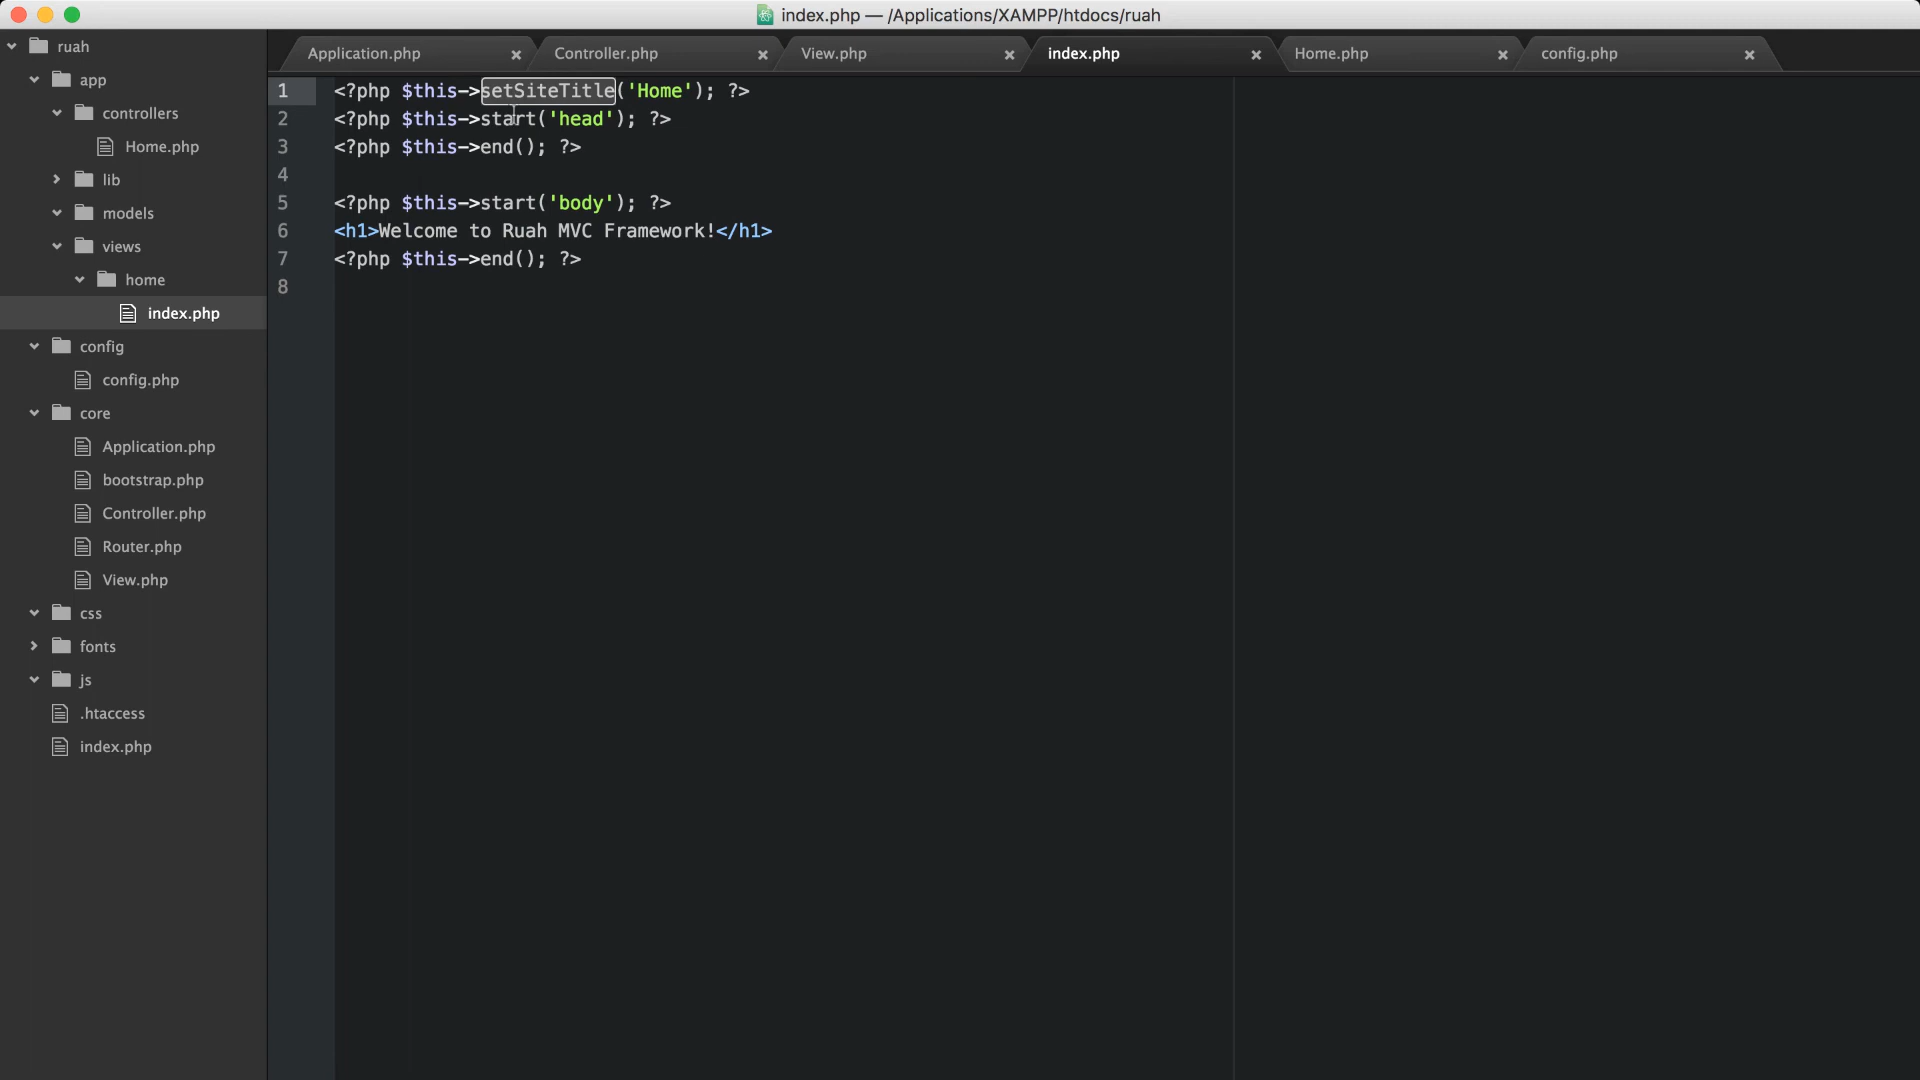 index.php — /Applications/XAMPP/htdocs/ruah
ruah
app
controllers
Home.php
lib
models
views
home
index.php
config
config.php
core
Application.php
bootstrap.php
Controller.php
Router.php
View.php
css
fonts
js
.htaccess
index.php
Application.php
Controller.php
View.php
index.php
Home.php
config.php
1 <?php $this->setSiteTitle('Home'); ?>
2 <?php $this->start('head'); ?>
3 <?php $this->end(); ?>
4
5 <?php $this->start('body'); ?>
6 <h1>Welcome to Ruah MVC Framework!</h1>
7 <?php $this->end(); ?>
8